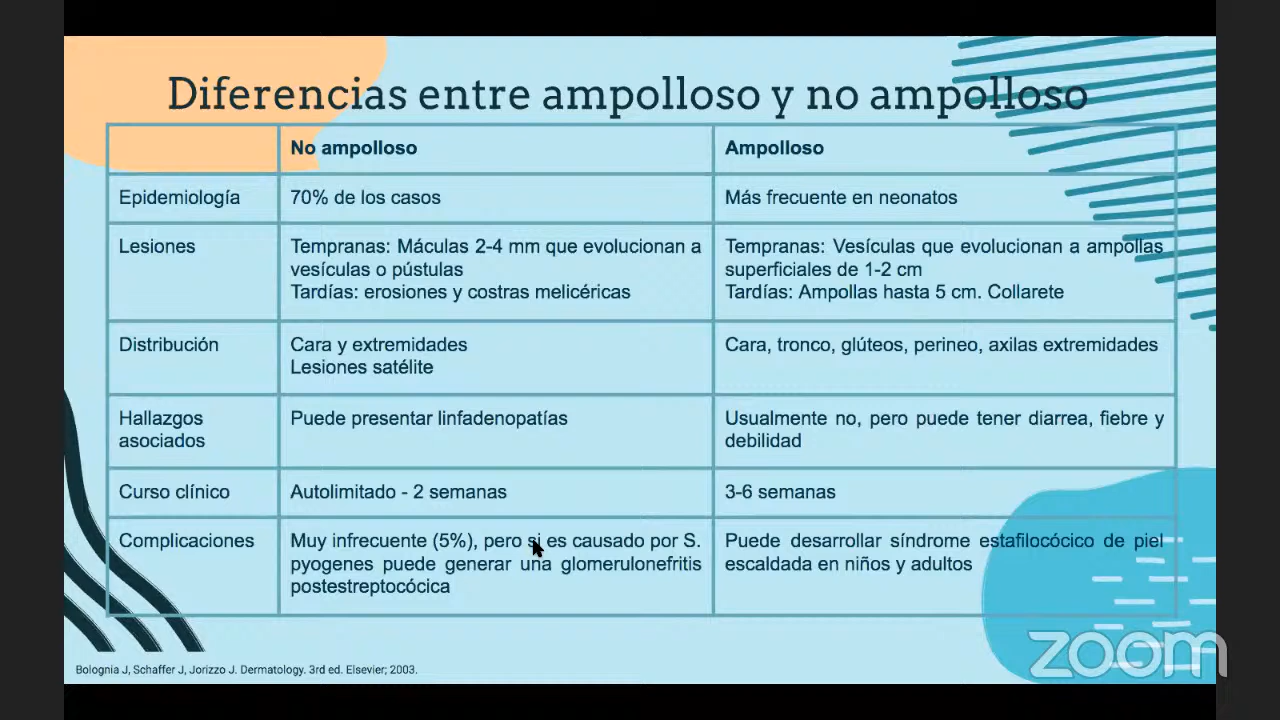 Diferencias entre ampolloso y no ampolloso
No ampolloso
Ampolloso
Epidemiología
70% de los casos
Más frecuente en neonatos
Lesiones
Tempranas: Máculas 2-4 mm que evolucionan a
vesículas o pústulas
Tardías: erosiones y costras melicéricas
Tempranas: Vesículas que evolucionan a ampollas
superficiales de 1-2 cm
Tardías: Ampollas hasta 5 cm. Collarete
Distribución
Cara y extremidades
Lesiones satélite
Cara, tronco, glúteos, perineo, axilas extremidades
Hallazgos
asociados
Puede presentar linfadenopatías
Usualmente no, pero puede tener diarrea, fiebre y
debilidad
Curso clínico
Autolimitado - 2 semanas
3-6 semanas
Complicaciones
Muy infrecuente (5%), pero si es causado por S.
pyogenes puede generar una glomerulonefritis
postestreptocócica
Puede desarrollar síndrome estafilocócico de piel
escaldada en niños y adultos
Bolognia J, Schaffer J, Jorizzo J. Dermatology. 3rd ed. Elsevier; 2003.
zoom